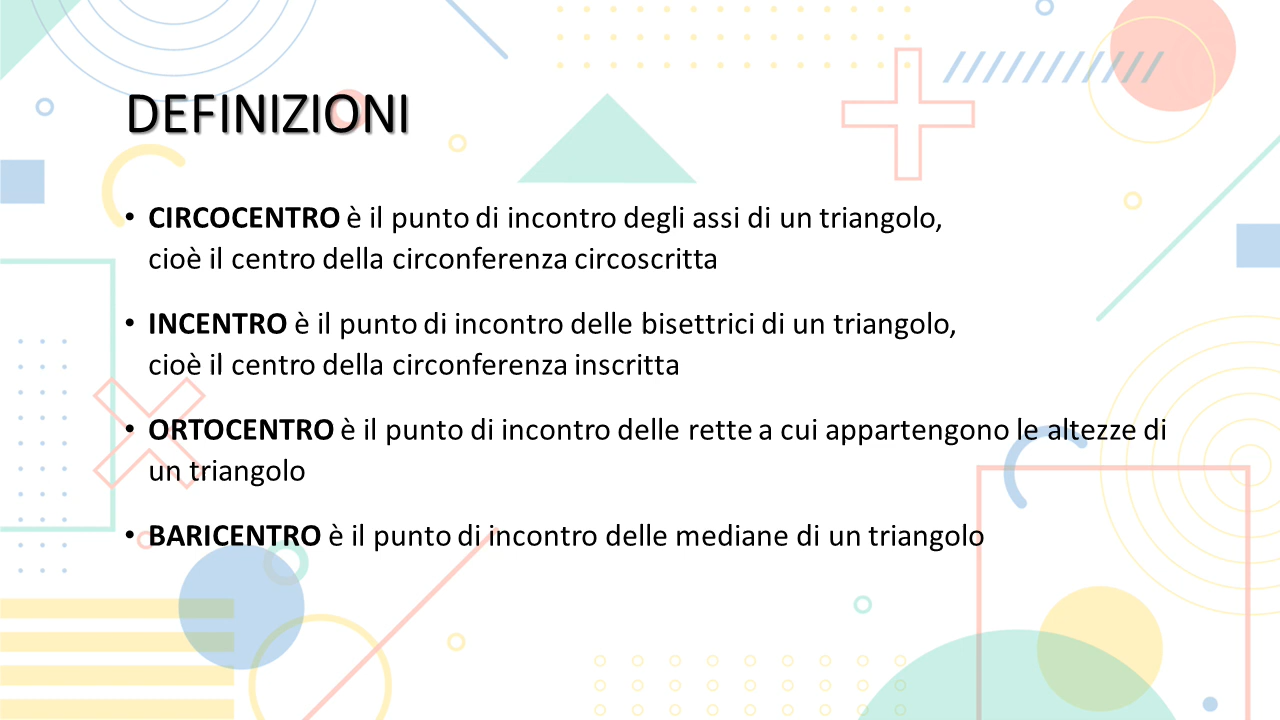 DEFINIZIONI
• CIRCOCENTRO è il punto di incontro degli assi di un triangolo,
cioè il centro della circonferenza circoscritta
• INCENTRO è il punto di incontro delle bisettrici di un triangolo,
cioè il centro della circonferenza inscritta
• ORTOCENTRO è il punto di incontro delle rette a cui appartengono le altezze di
un triangolo
• BARICENTRO è il punto di incontro delle mediane di un triangolo